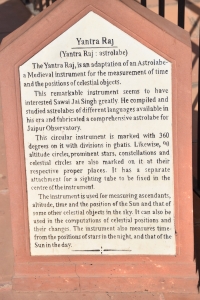 Yantra Raj
(Yantra Raj : astrolabe)
The Yantra Raj, is an adaptation of an Astrolabe-
a Medieval instrument for the measurement of time
and the positions of celestial objects.
This remarkable instrument seems to have
interested Sawai Jai Singh greatly. He compiled and
studied astrolabes of different languages available in
his era and fabricated a comprehensive astrolabe for
Jaipur Observatory.
This circular instrument is marked with 360
degrees on it with divisions in ghatis. Likewise, 90
altitude circles, prominent stars, constellations and
celestial circles are also marked on it at their
respective proper places. It has a separate
attachment for a sighting tube to be fixed in the
centre of the instrument.
The instrument is used for measuring ascendants,
altitude, time and the position of the Sun and that of
some other celestial objects in the sky. It can also be
used in the computations of celestial positions and
their changes. The instrument also measures time
from the positions of stars in the night, and that of the
Sun in the day.